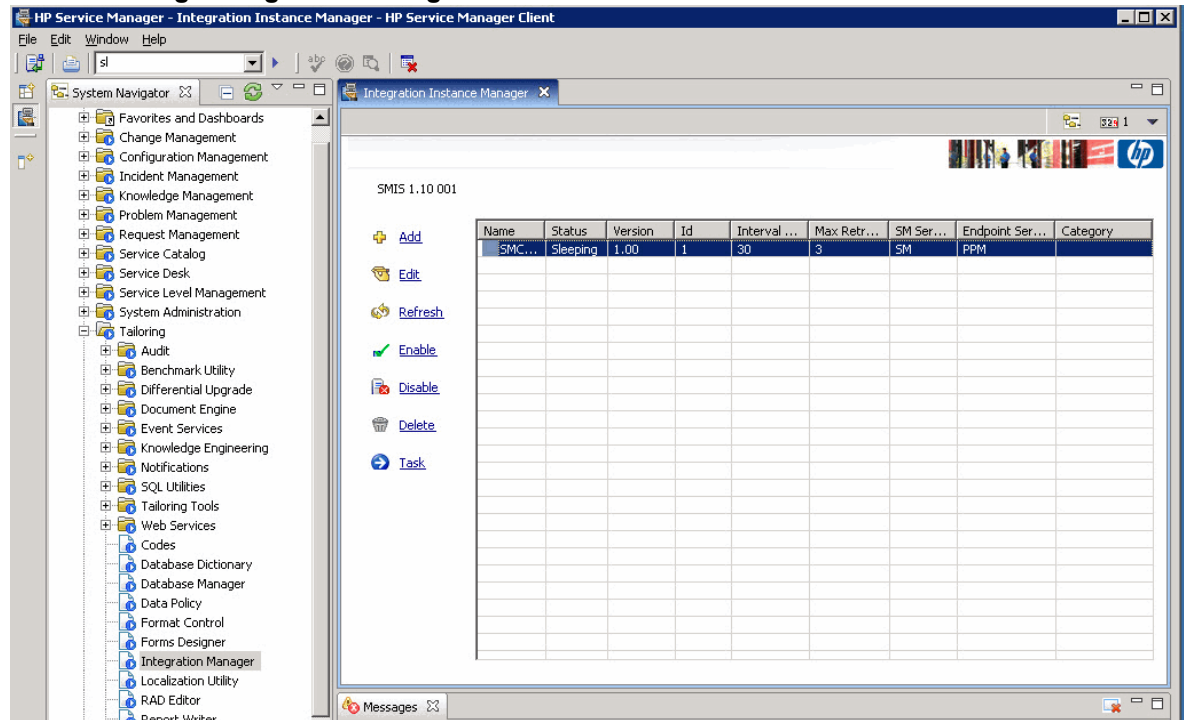 HP Service Manager - Integration Instance Manager - HP Service Manager Client
File Edit Window Help
sl
abc
System Navigator
Integration Instance Manager
1
Favorites and Dashboards
Change Management
Configuration Management
Incident Management
Knowledge Management
Problem Management
Request Management
Service Catalog
Service Desk
Service Level Management
System Administration
Tailoring
Audit
Benchmark Utility
Differential Upgrade
Document Engine
Event Services
Knowledge Engineering
Notifications
SQL Utilities
Tailoring Tools
Web Services
Codes
Database Dictionary
Database Manager
Data Policy
Format Control
Forms Designer
Integration Manager
Localization Utility
RAD Editor
Report Writer
hp
SMIS 1.10 001
Add
Edit
Refresh
Enable
Disable
Delete
Task
Name Status Version Id Interval ... Max Retr... SM Ser... Endpoint Ser... Category
SMC... Sleeping 1.00 1 30 3 SM PPM
Messages